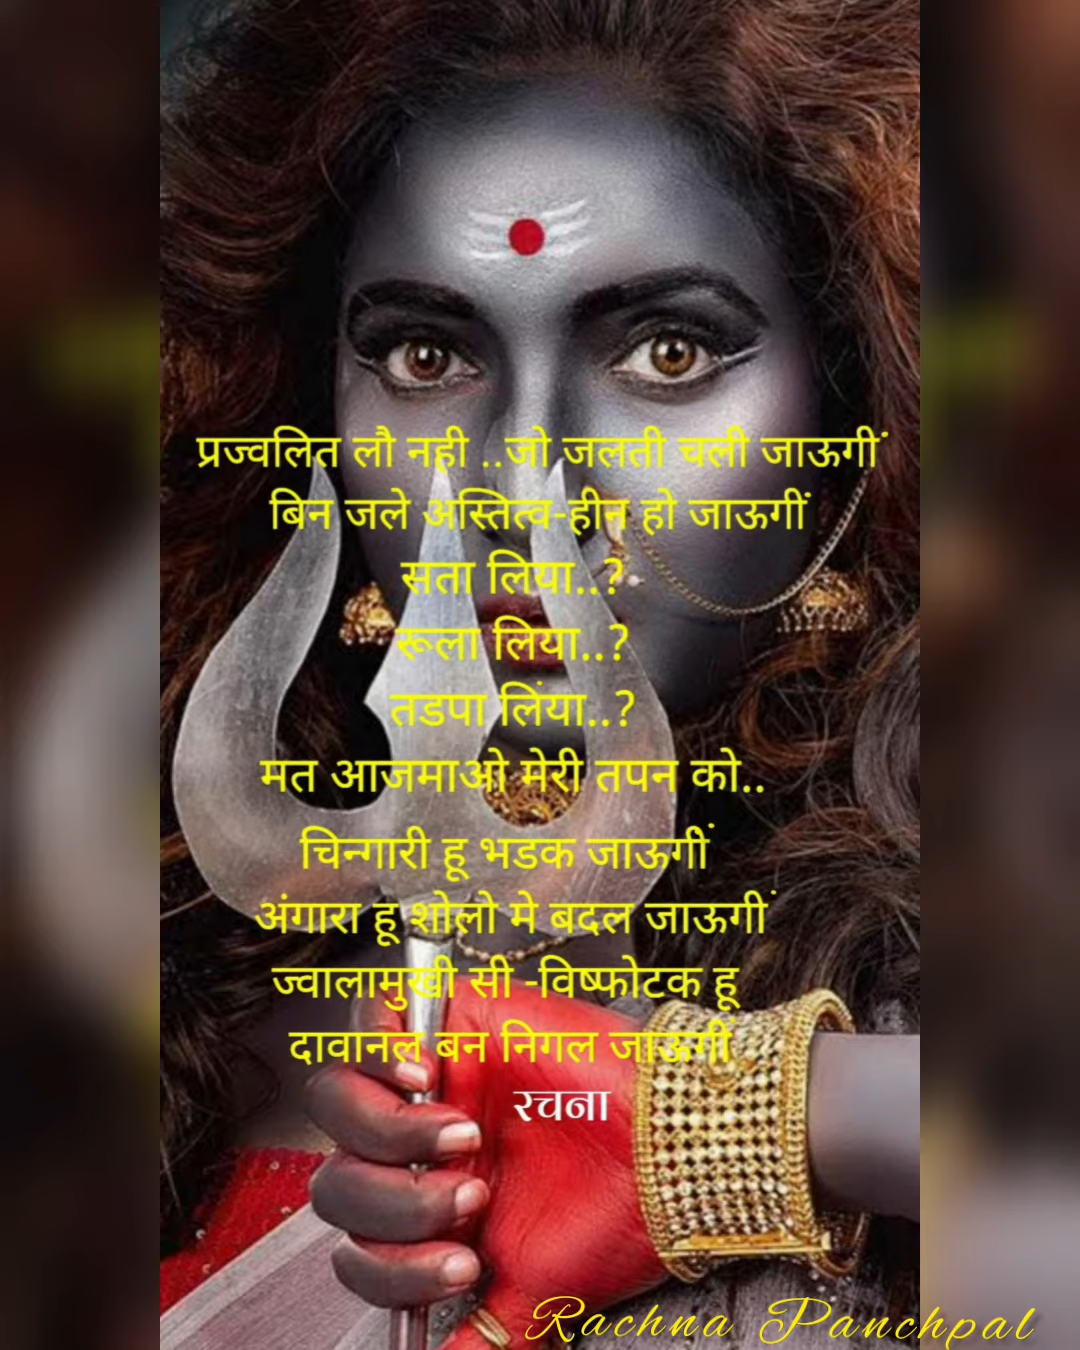 प्रज्वलित लौ नही ..जो जलती चली जाऊगीं
बिन जले अस्तित्व-हीन हो जाऊगीं
सता लिया..?
रूला लिया..?
तडपा लिंया..?
मत आजमाओ मेरी तपन को..
चिन्गारी हू भडक जाऊगीं
अंगारा हू शोलो मे बदल जाऊगीं
ज्वालामुखी सी -विष्फोटक हू
दावानल बन निगल जाऊगीं
रचना
Rachna Panchpal